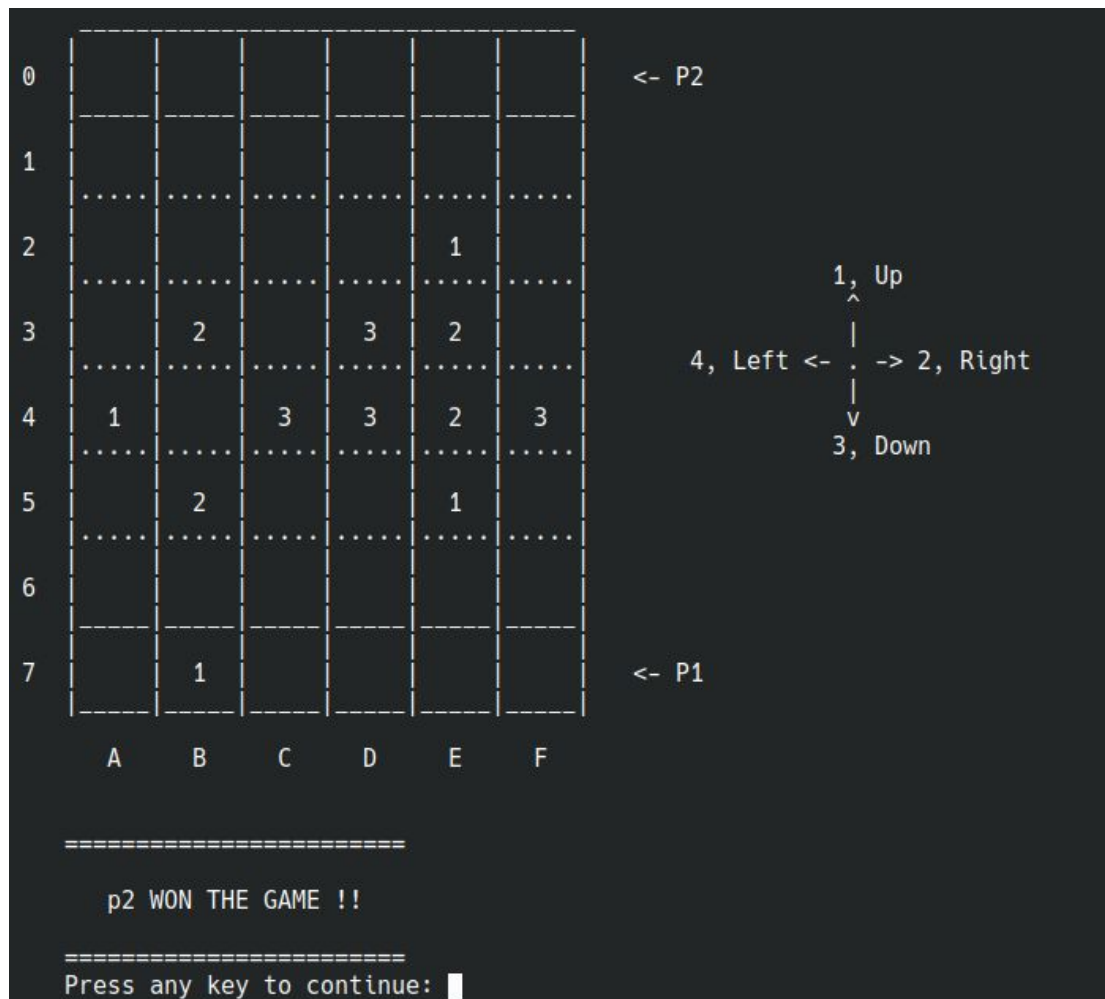 0 <- P2
1
2 1
1, Up
^
3 2 3 2
4, Left <- . -> 2, Right
4 1 3 3 2 3
v
3, Down
5 2 1
6
7 1 <- P1
A B C D E F
========================
p2 WON THE GAME !!
========================
Press any key to continue: